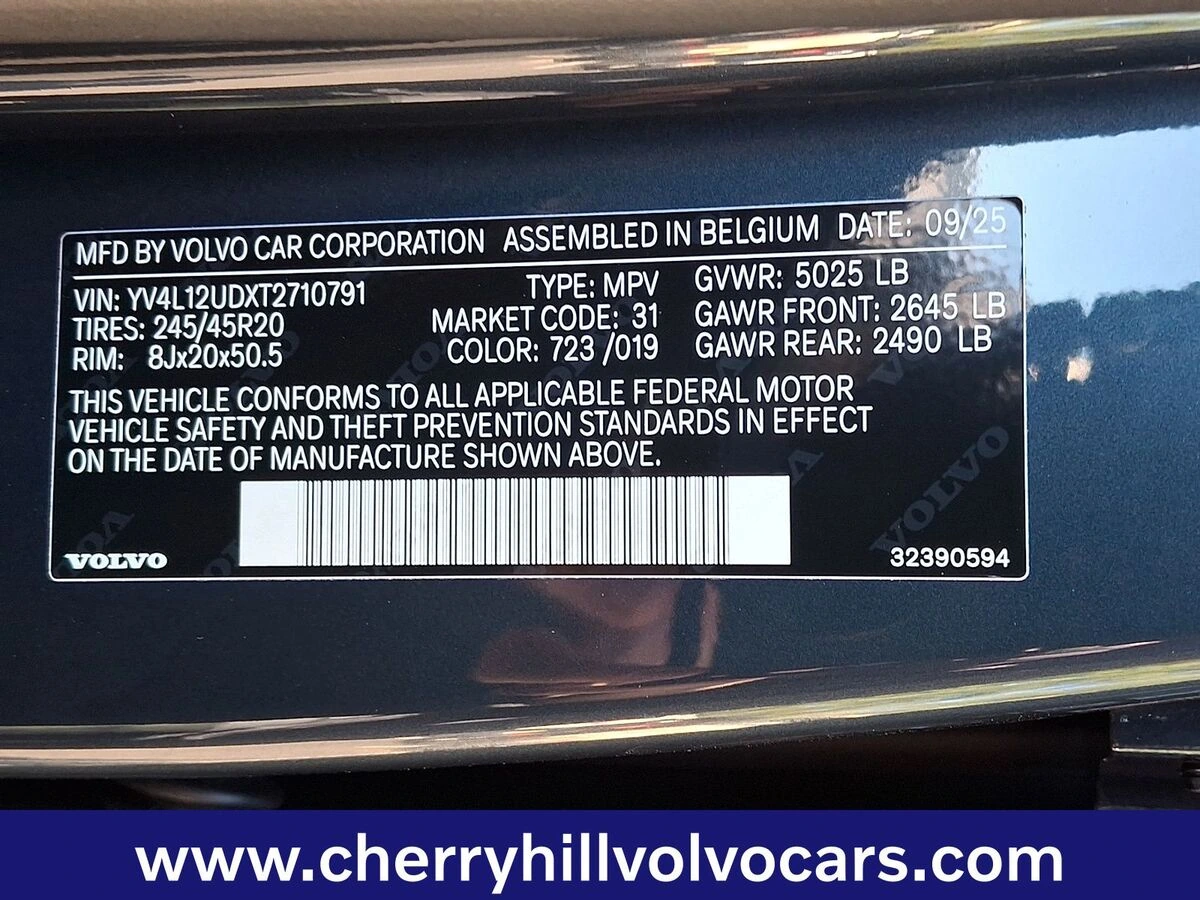 MFD BY VOLVO CAR CORPORATION ASSEMBLED IN BELGIUM DATE: 09/25
VIN: YV4L12UDXT2710791 TYPE: MPV GVWR: 5025 LB
TIRES: 245/45R20 MARKET CODE: 31 GAWR FRONT: 2645 LB
RIM: 8Jx20x50.5 COLOR: 723 /019 GAWR REAR: 2490 LB
THIS VEHICLE CONFORMS TO ALL APPLICABLE FEDERAL MOTOR
VEHICLE SAFETY AND THEFT PREVENTION STANDARDS IN EFFECT
ON THE DATE OF MANUFACTURE SHOWN ABOVE.
VOLVO
VOLVO 32390594
www.cherryhillvolvocars.com